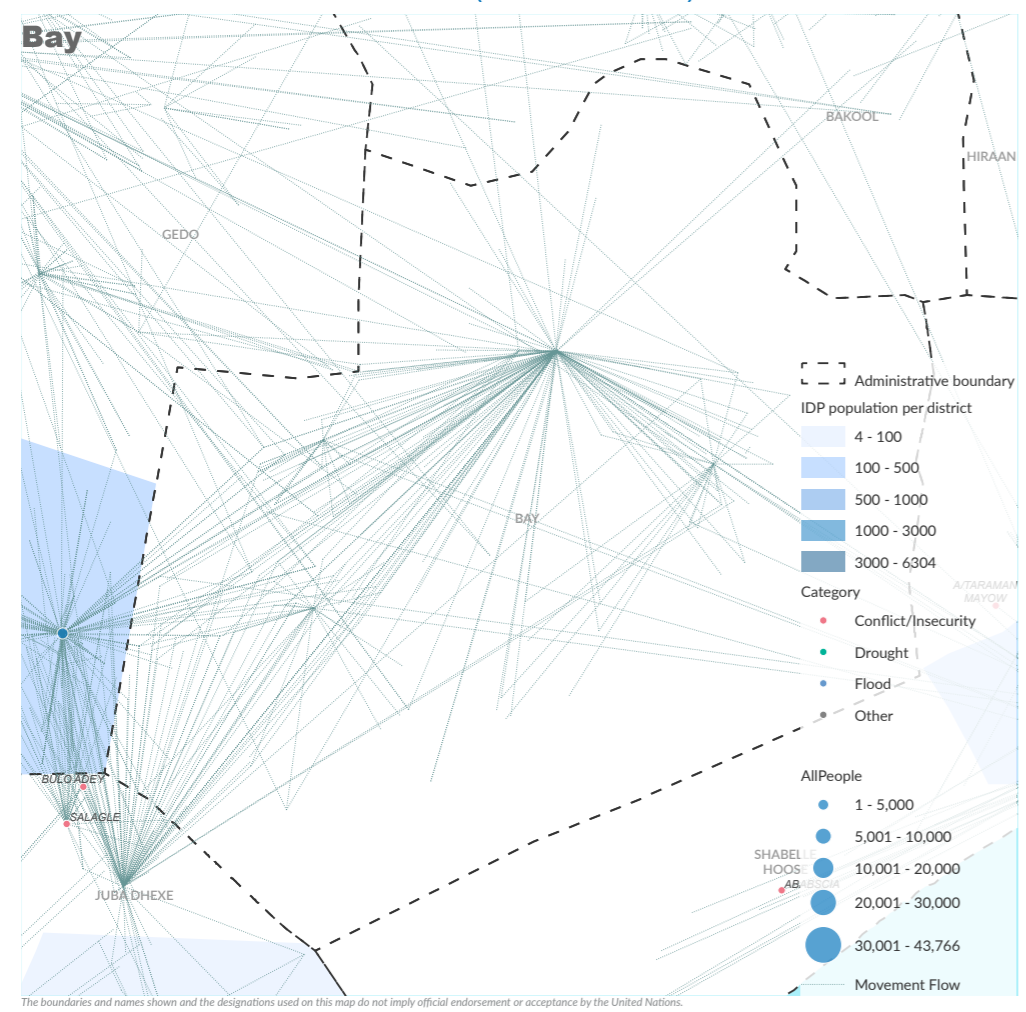 Bay
BAKOOL
HIRAAN
GEDO
Administrative boundary
IDP population per district
4 - 100
100 - 500
500 - 1000
BAY
1000 - 3000
3000 - 6304
A/TARAMAN
MAYOW
Category
Conflict/Insecurity
Drought
Flood
Other
BULO ADEY
AllPeople
1 - 5,000
SALAGLE
5,001 - 10,000
SHABELLE
HOOSE
10,001 - 20,000
JUBA DHEXE
20,001 - 30,000
30,001 - 43,766
Movement Flow
The boundaries and names shown and the designations used on this map do not imply official endorsement or acceptance by the United Nations.